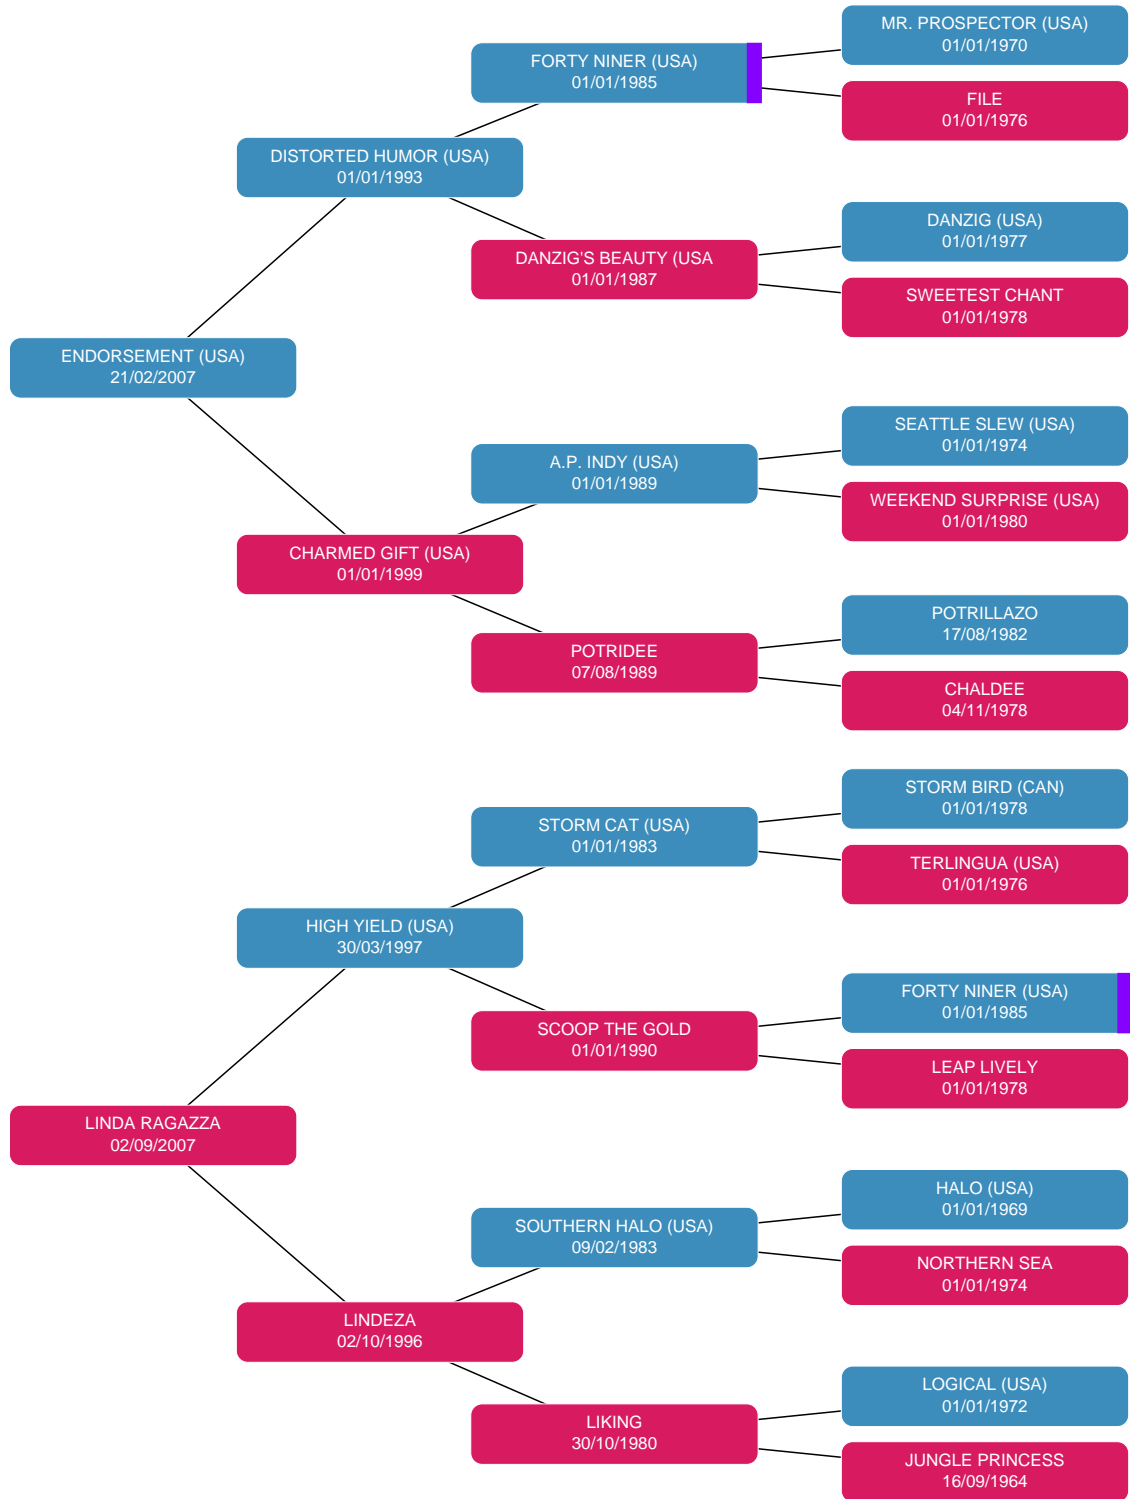 MR. PROSPECTOR (USA)
01/01/1970
FORTY NINER (USA)
01/01/1985
FILE
01/01/1976
DISTORTED HUMOR (USA)
01/01/1993
DANZIG (USA)
01/01/1977
DANZIG'S BEAUTY (USA
01/01/1987
SWEETEST CHANT
01/01/1978
ENDORSEMENT (USA)
21/02/2007
SEATTLE SLEW (USA)
01/01/1974
A.P. INDY (USA)
01/01/1989
WEEKEND SURPRISE (USA)
01/01/1980
CHARMED GIFT (USA)
01/01/1999
POTRILLAZO
17/08/1982
POTRIDEE
07/08/1989
CHALDEE
04/11/1978
STORM BIRD (CAN)
01/01/1978
STORM CAT (USA)
01/01/1983
TERLINGUA (USA)
01/01/1976
HIGH YIELD (USA)
30/03/1997
FORTY NINER (USA)
01/01/1985
SCOOP THE GOLD
01/01/1990
LEAP LIVELY
01/01/1978
LINDA RAGAZZA
02/09/2007
HALO (USA)
01/01/1969
SOUTHERN HALO (USA)
09/02/1983
NORTHERN SEA
01/01/1974
LINDEZA
02/10/1996
LOGICAL (USA)
01/01/1972
LIKING
30/10/1980
JUNGLE PRINCESS
16/09/1964